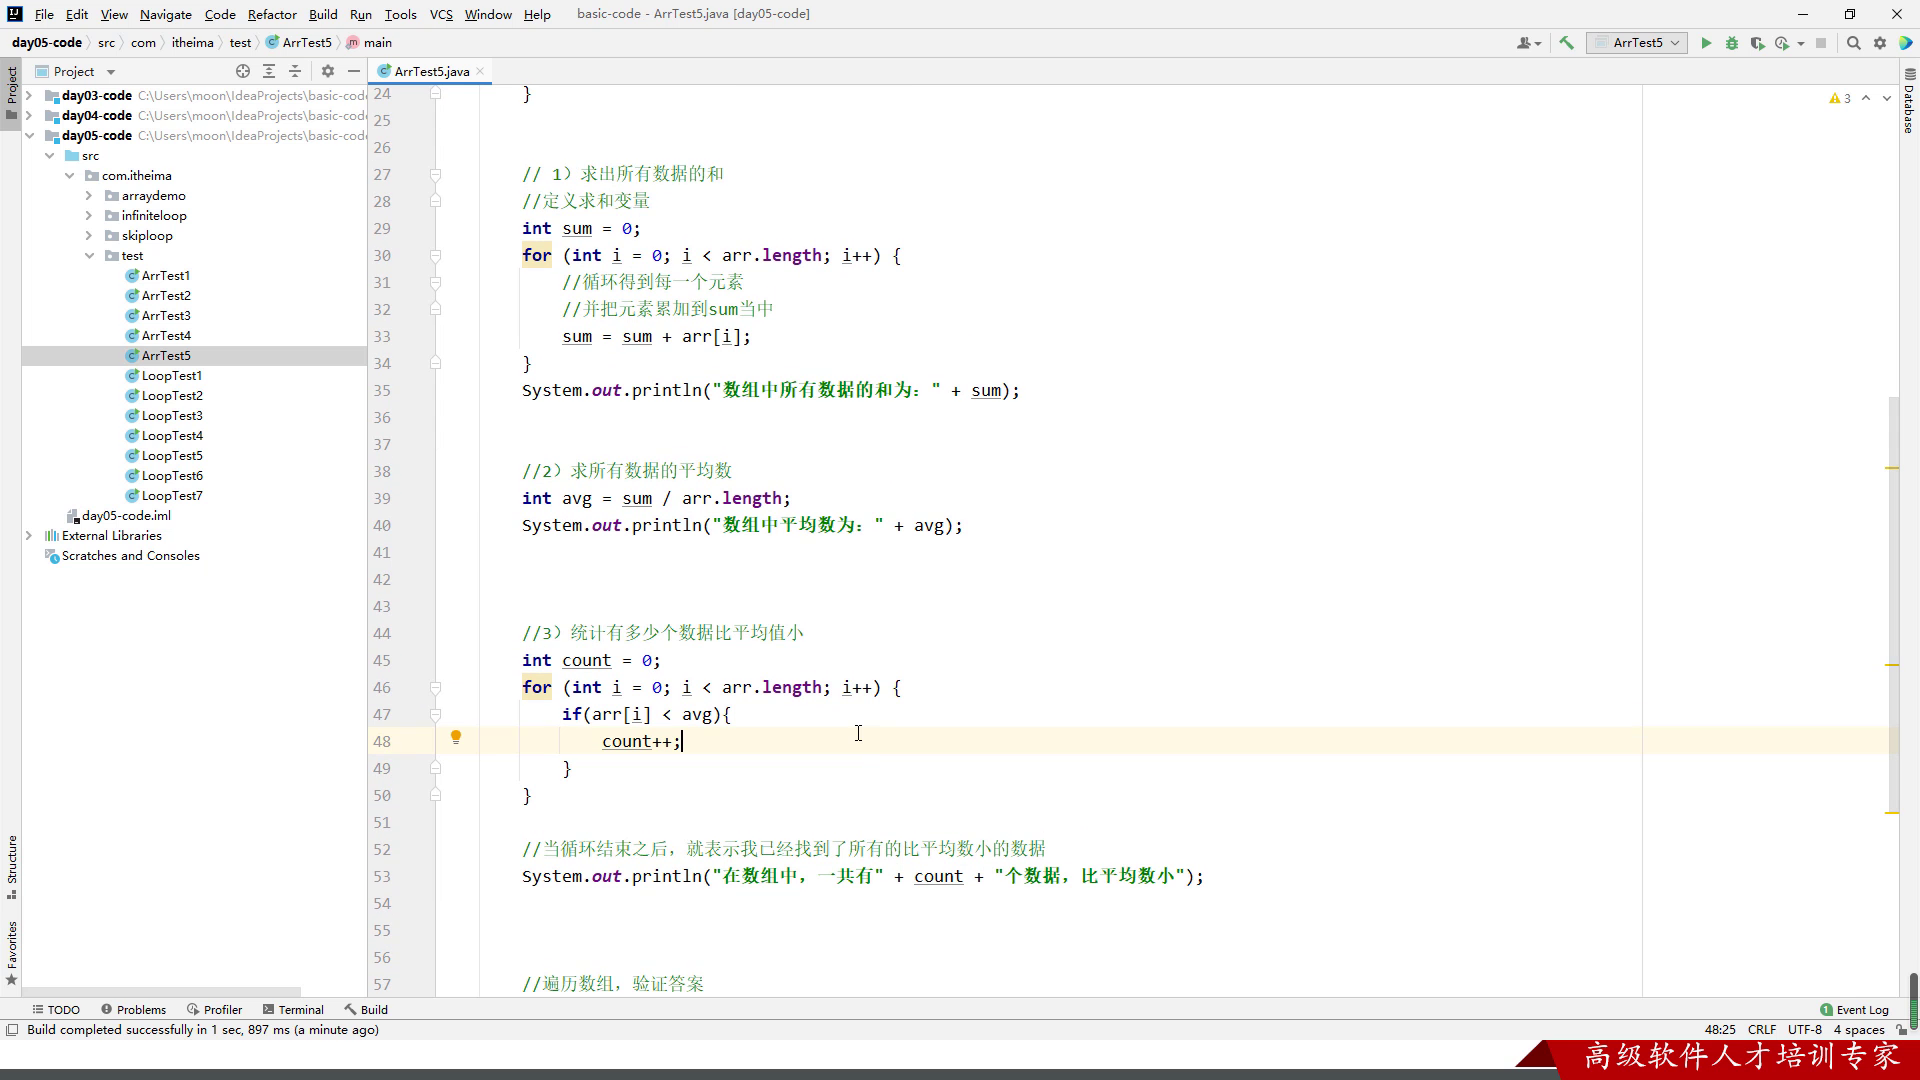 File Edit View Navigate Code Refactor Build Run Tools VCS Window Help basic-code - ArrTest5.java [day05-code]
day05-code src com itheima test ArrTest5 main
ArrTest5
Project
ArrTest5.java
Project
day03-code C:\Users\moon\IdeaProjects\basic-code
day04-code C:\Users\moon\IdeaProjects\basic-code
day05-code C:\Users\moon\IdeaProjects\basic-code
src
com.itheima
arraydemo
infiniteloop
skiploop
test
ArrTest1
ArrTest2
ArrTest3
ArrTest4
ArrTest5
LoopTest1
LoopTest2
LoopTest3
LoopTest4
LoopTest5
LoopTest6
LoopTest7
day05-code.iml
External Libraries
Scratches and Consoles
Structure
Favorites
24 }
25
26
27 // 1）求出所有数据的和
28 //定义求和变量
29 int sum = 0;
30 for (int i = 0; i < arr.length; i++) {
31 //循环得到每一个元素
32 //并把元素累加到sum当中
33 sum = sum + arr[i];
34 }
35 System.out.println("数组中所有数据的和为：" + sum);
36
37
38 //2）求所有数据的平均数
39 int avg = sum / arr.length;
40 System.out.println("数组中平均数为：" + avg);
41
42
43
44 //3）统计有多少个数据比平均值小
45 int count = 0;
46 for (int i = 0; i < arr.length; i++) {
47 if(arr[i] < avg){
48 count++;
49 }
50 }
51
52 //当循环结束之后，就表示我已经找到了所有的比平均数小的数据
53 System.out.println("在数组中，一共有" + count + "个数据，比平均数小");
54
55
56
57 //遍历数组，验证答案
3
Database
TODO Problems Profiler Terminal Build
1 Event Log
Build completed successfully in 1 sec, 897 ms (a minute ago)
48:25 CRLF UTF-8 4 spaces
高级软件人才培训专家